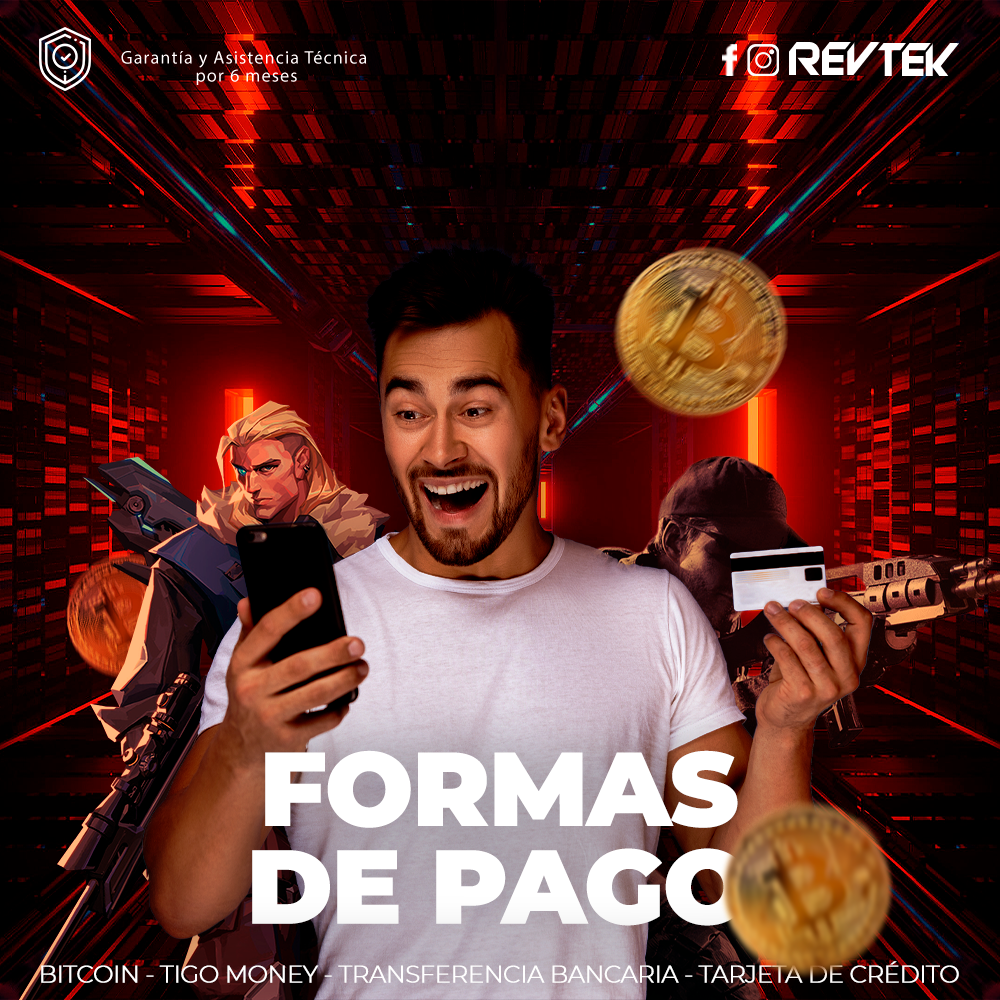 Garantía y Asistencia Técnica
por 6 meses
REVTEK
FORMAS
DE PAGO
BITCOIN - TIGO MONEY - TRANSFERENCIA BANCARIA - TARJETA DE CRÉDITO